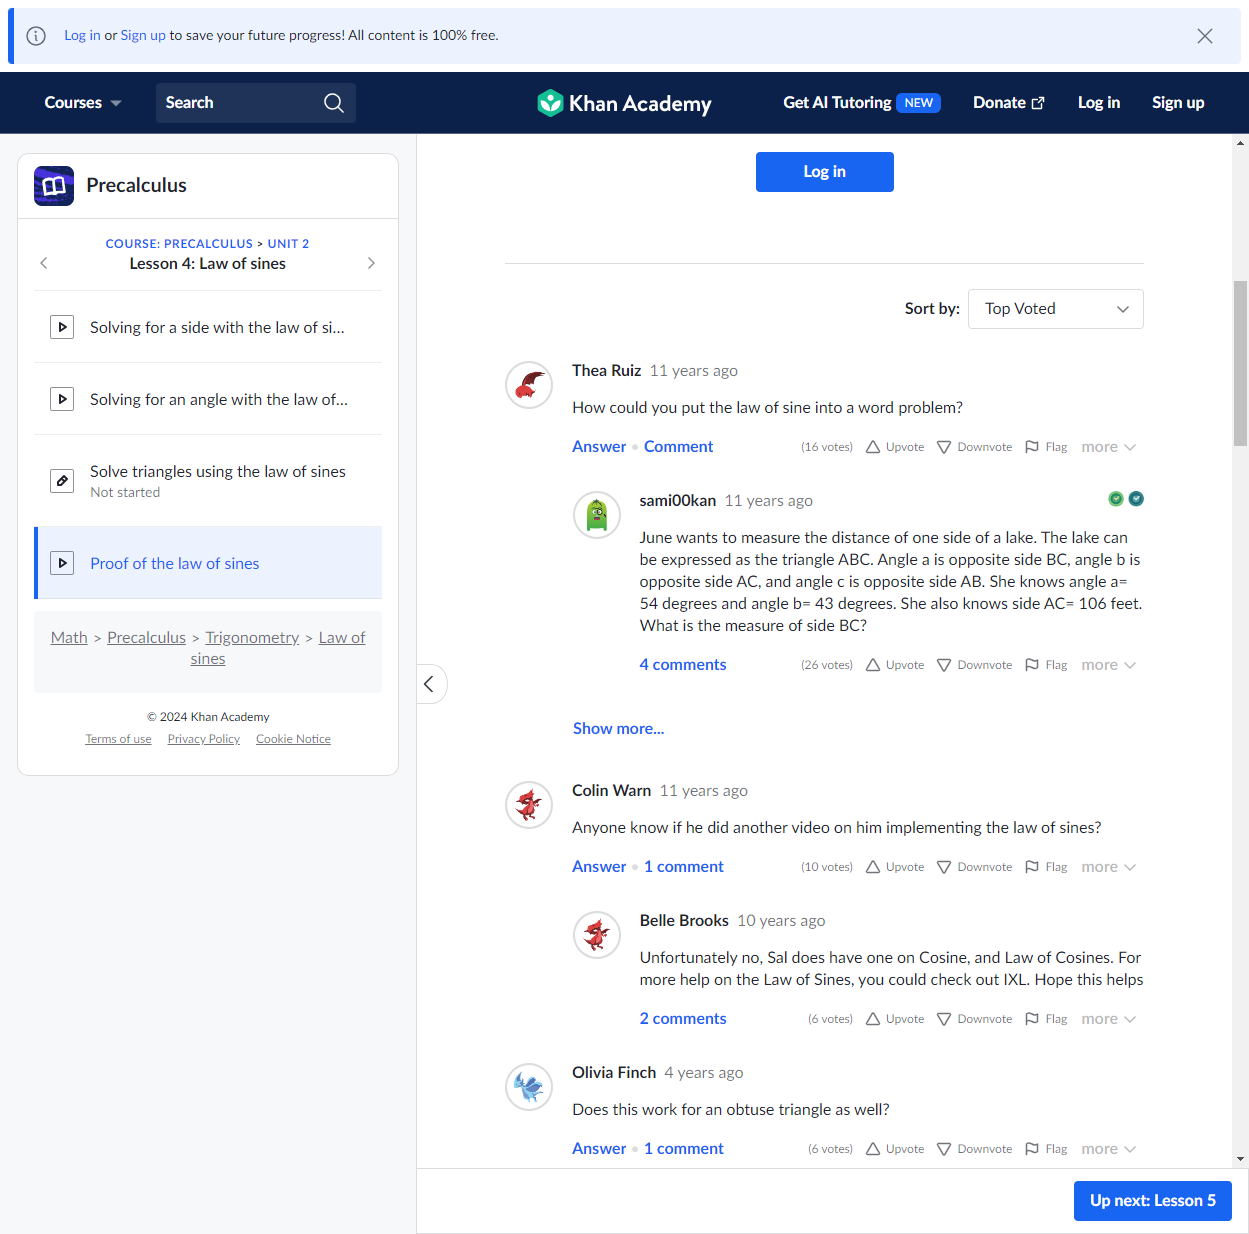 Log in or Sign up to save your future progress! All content is 100% free.
Courses
Search
Khan Academy
Get AI Tutoring NEW
Donate
Log in
Sign up
Precalculus
COURSE: PRECALCULUS > UNIT 2
Lesson 4: Law of sines
Solving for a side with the law of si...
Solving for an angle with the law of...
Solve triangles using the law of sines
Not started
Proof of the law of sines
Math > Precalculus > Trigonometry > Law of
sines
© 2024 Khan Academy
Terms of use Privacy Policy Cookie Notice
Log in
Sort by: Top Voted
Thea Ruiz 11 years ago
How could you put the law of sine into a word problem?
Answer • Comment (16 votes) Upvote Downvote Flag more
sami00kan 11 years ago
June wants to measure the distance of one side of a lake. The lake can
be expressed as the triangle ABC. Angle a is opposite side BC, angle b is
opposite side AC, and angle c is opposite side AB. She knows angle a=
54 degrees and angle b= 43 degrees. She also knows side AC= 106 feet.
What is the measure of side BC?
4 comments (26 votes) Upvote Downvote Flag more
Show more...
Colin Warn 11 years ago
Anyone know if he did another video on him implementing the law of sines?
Answer • 1 comment (10 votes) Upvote Downvote Flag more
Belle Brooks 10 years ago
Unfortunately no, Sal does have one on Cosine, and Law of Cosines. For
more help on the Law of Sines, you could check out IXL. Hope this helps
2 comments (6 votes) Upvote Downvote Flag more
Olivia Finch 4 years ago
Does this work for an obtuse triangle as well?
Answer • 1 comment (6 votes) Upvote Downvote Flag more
Up next: Lesson 5